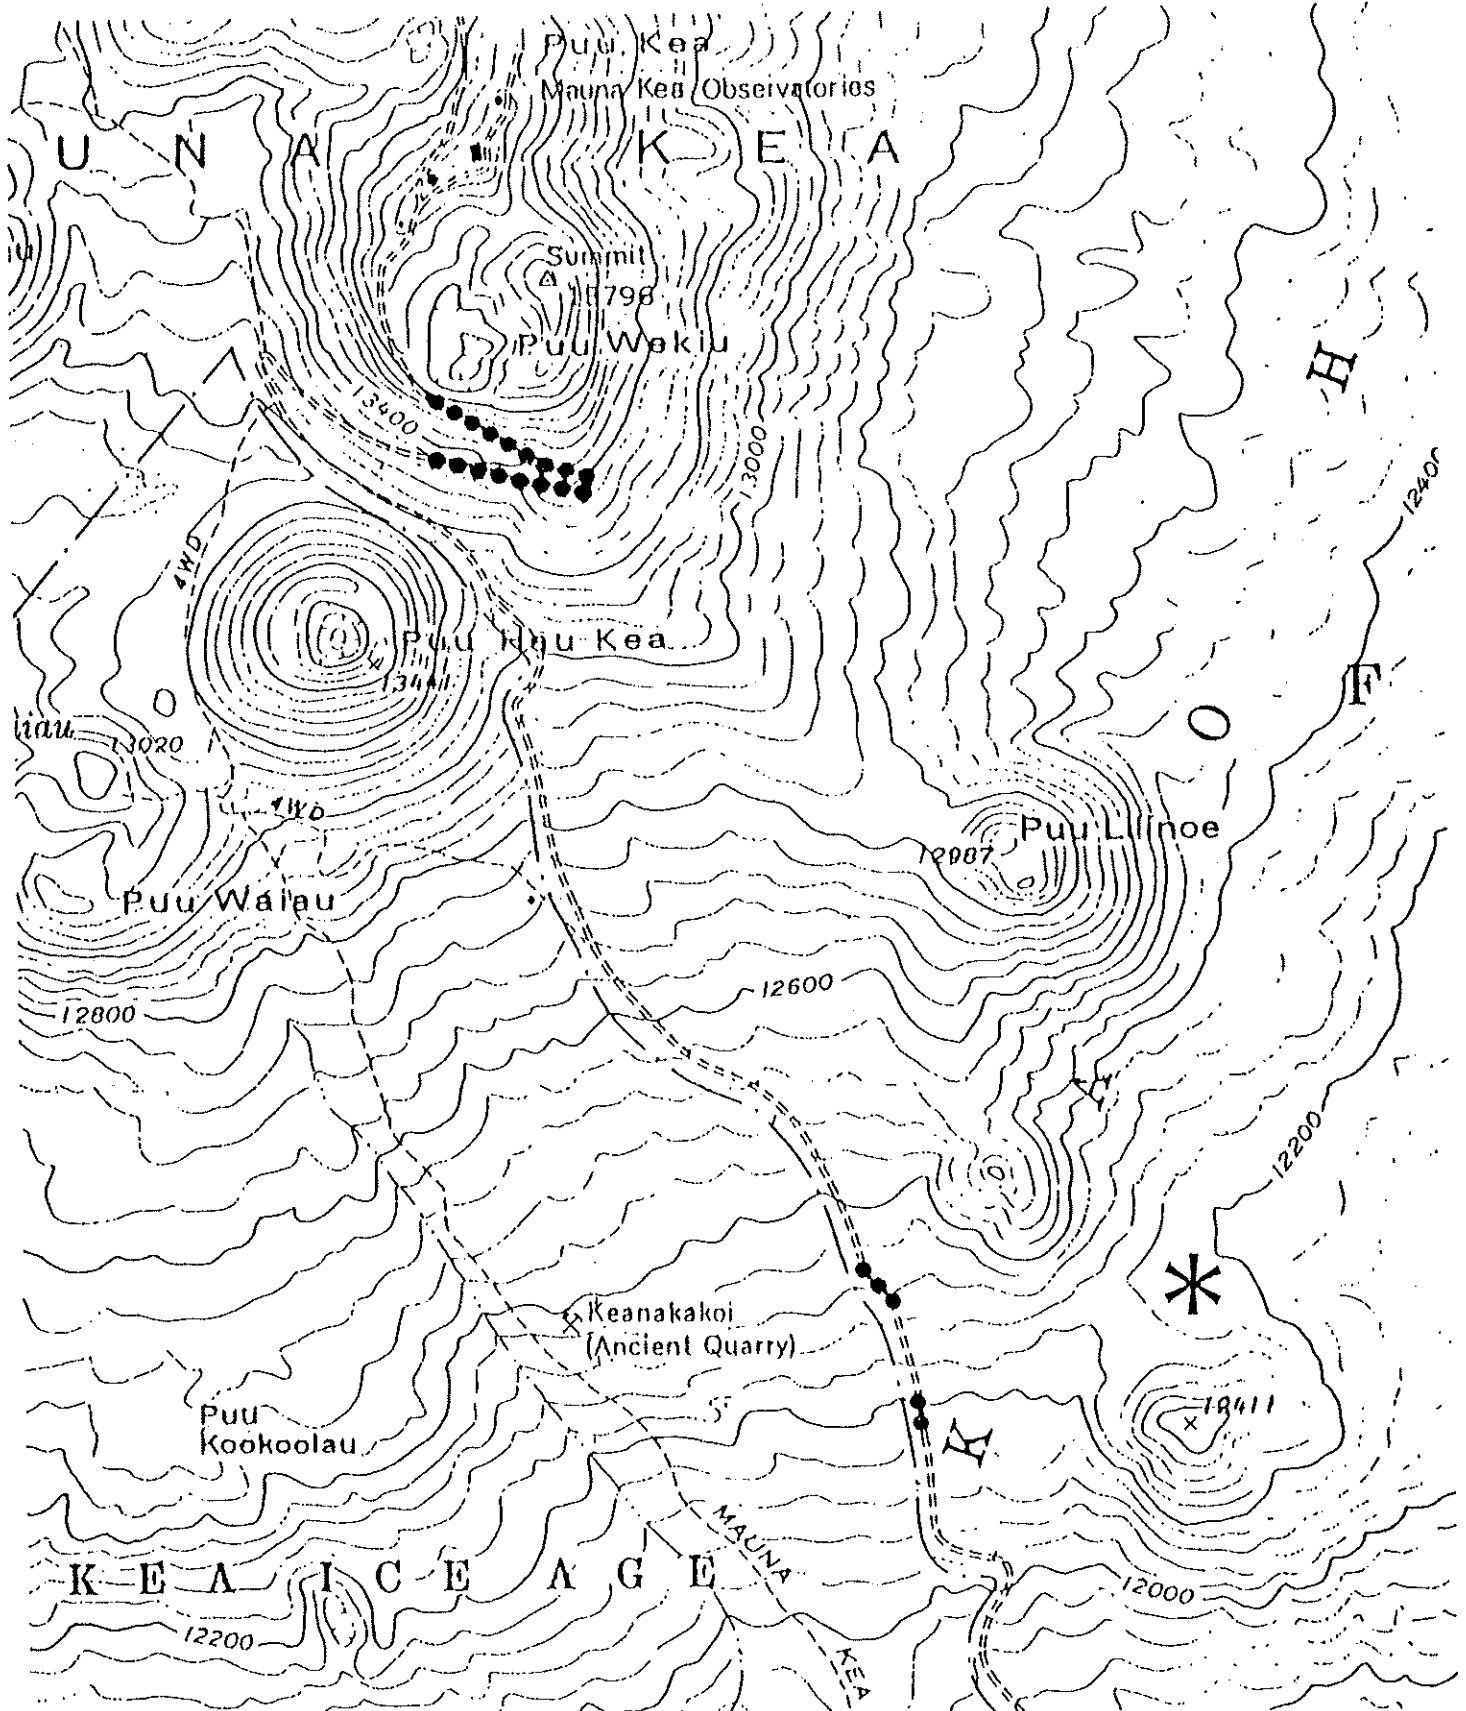 Puu Kea
Mauna Kea Observatories
U N A K E A
Summit
13796
Puu Wekiu
H
13400
13000
12400
4WD
Puu Hau Kea
13441
F
O
iiau
13020
4WD
Puu Lilinoe
12987
Puu Waiau
12600
12800
12200
Keanakakoi
(Ancient Quarry)
Puu
Kookoolau
K
MAUNA
KEA
K E A I C E A G E
12000
12200